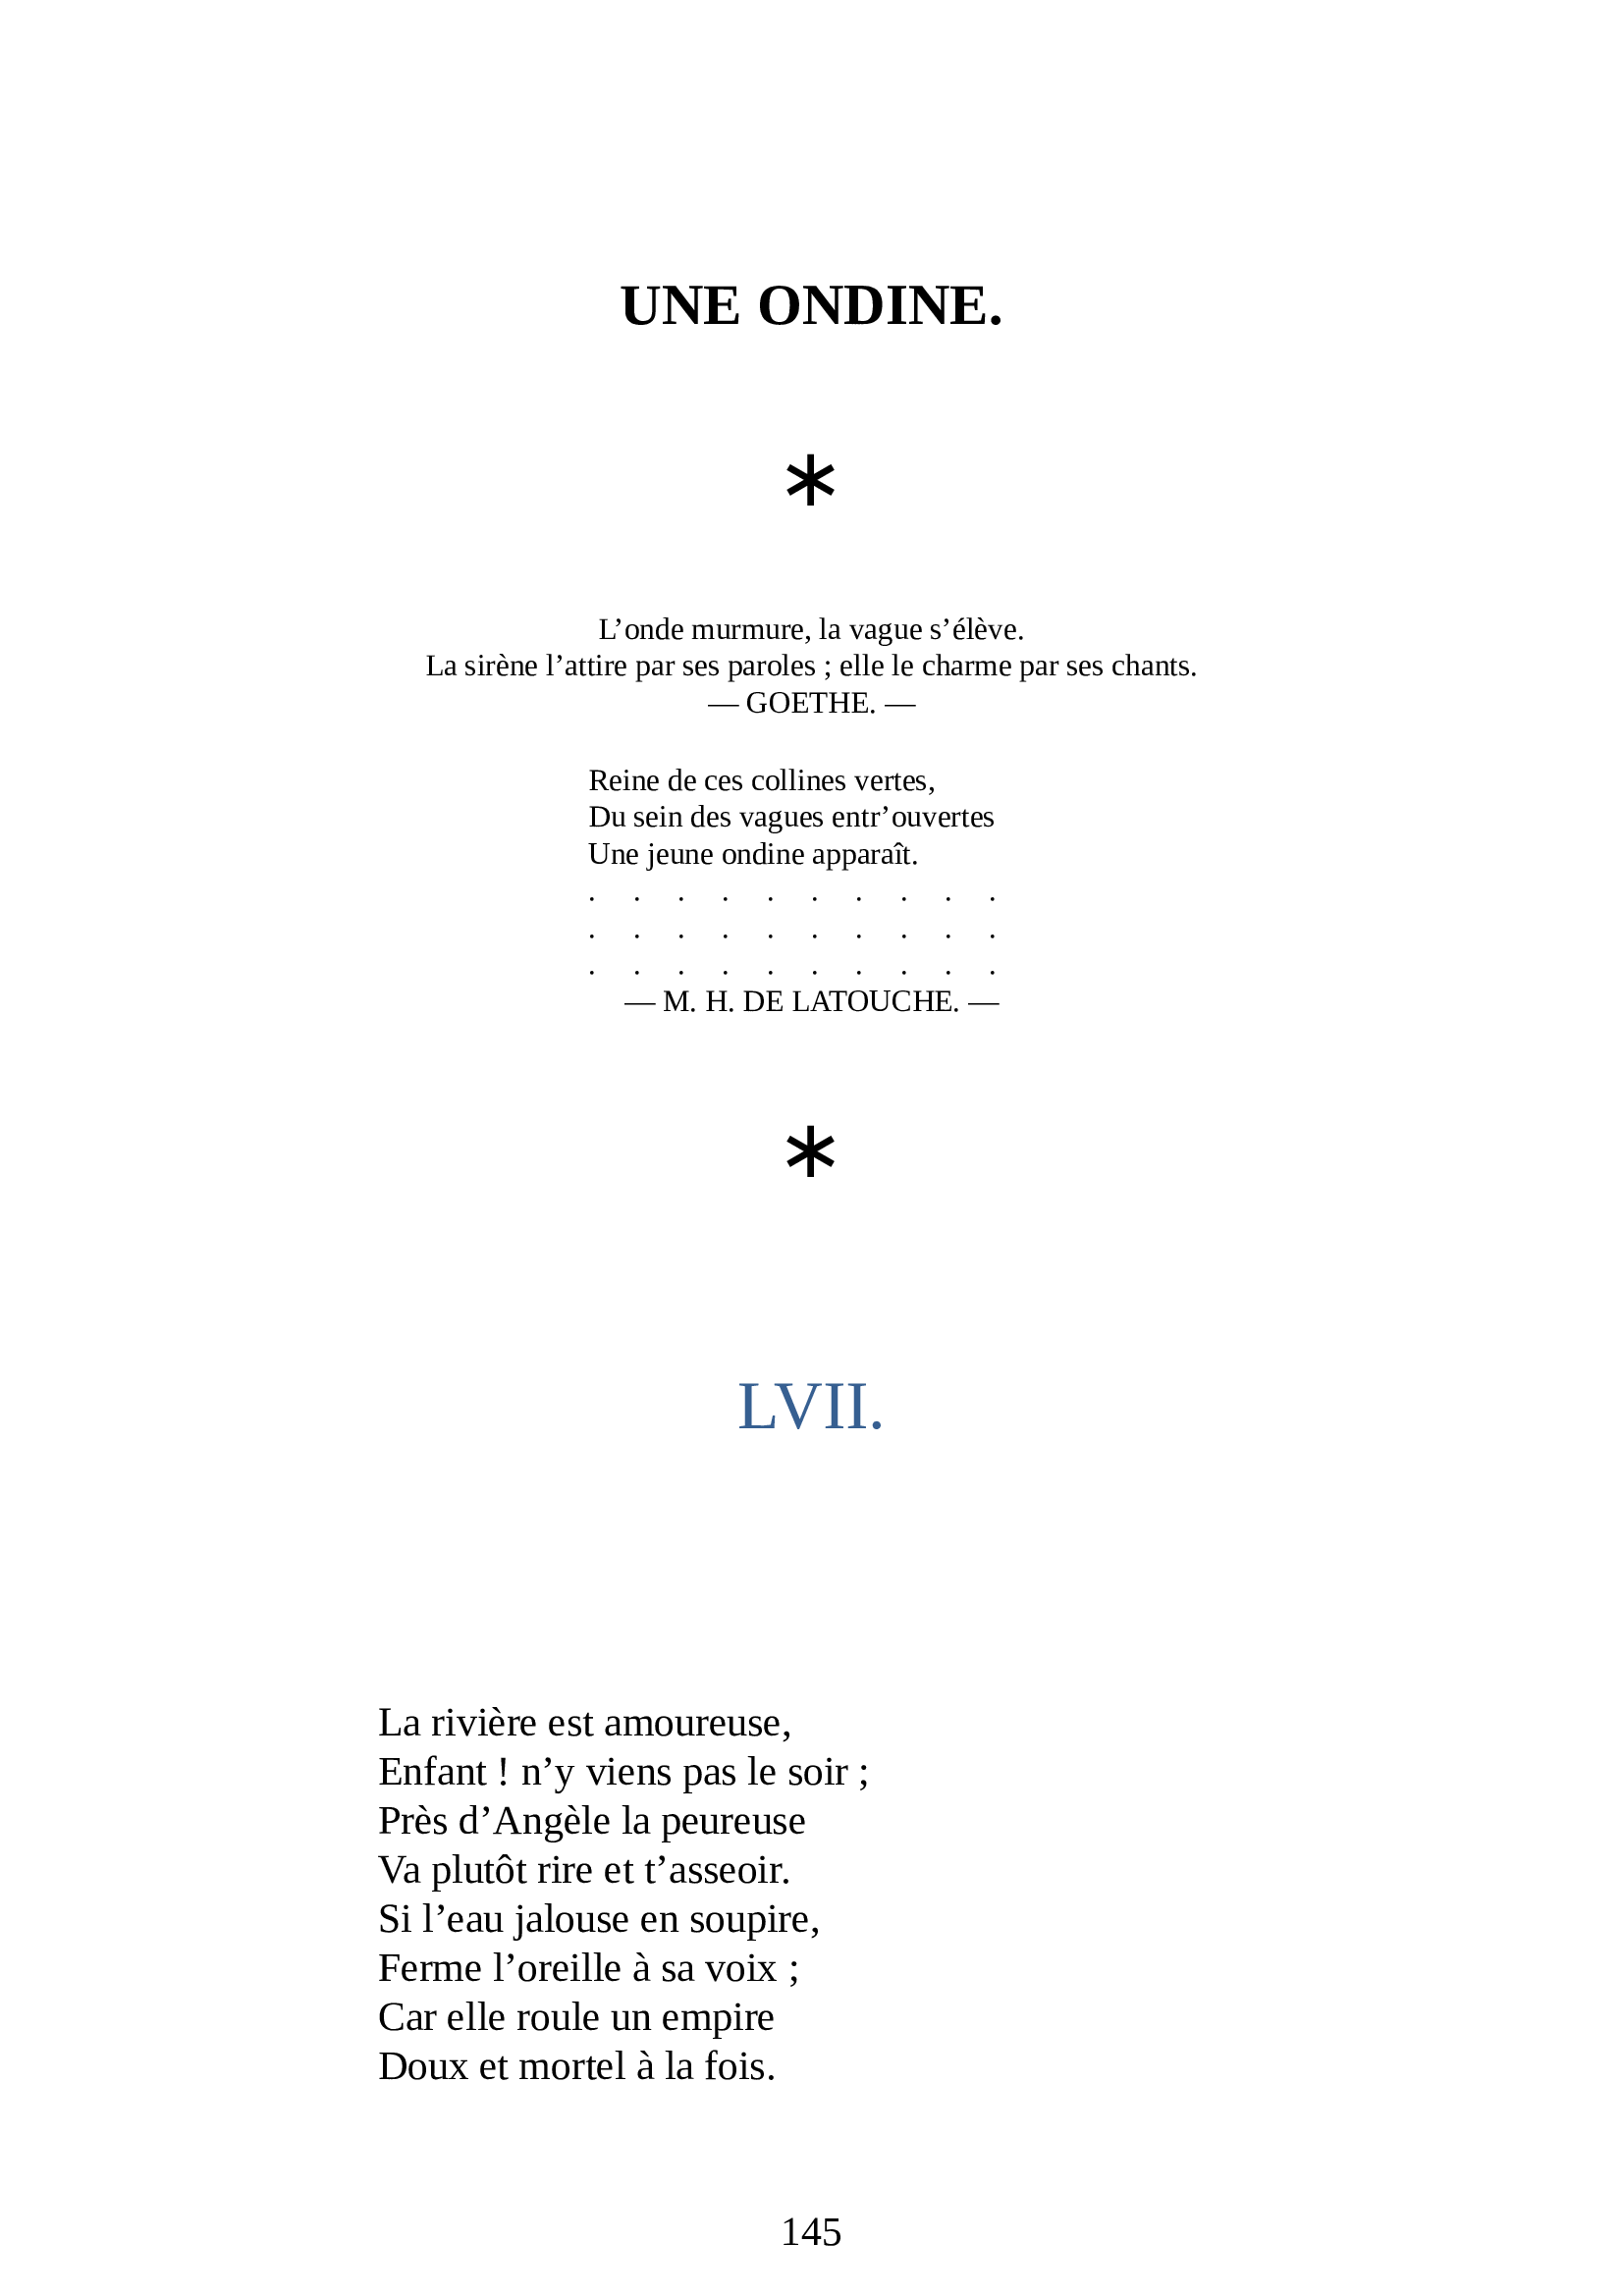 UNE ONDINE.
*
L’onde murmure, la vague s’élève.
La sirène l’attire par ses paroles ; elle le charme par ses chants.
— GOETHE. —
Reine de ces collines vertes,
Du sein des vagues entr’ouvertes
Une jeune ondine apparaît.
. . . . . . . . . .
. . . . . . . . . .
. . . . . . . . . .
— M. H. DE LATOUCHE. —
*
LVII.
La rivière est amoureuse,
Enfant ! n’y viens pas le soir ;
Près d’Angèle la peureuse
Va plutôt rire et t’asseoir.
Si l’eau jalouse en soupire,
Ferme l’oreille à sa voix ;
Car elle roule un empire
Doux et mortel à la fois.
145